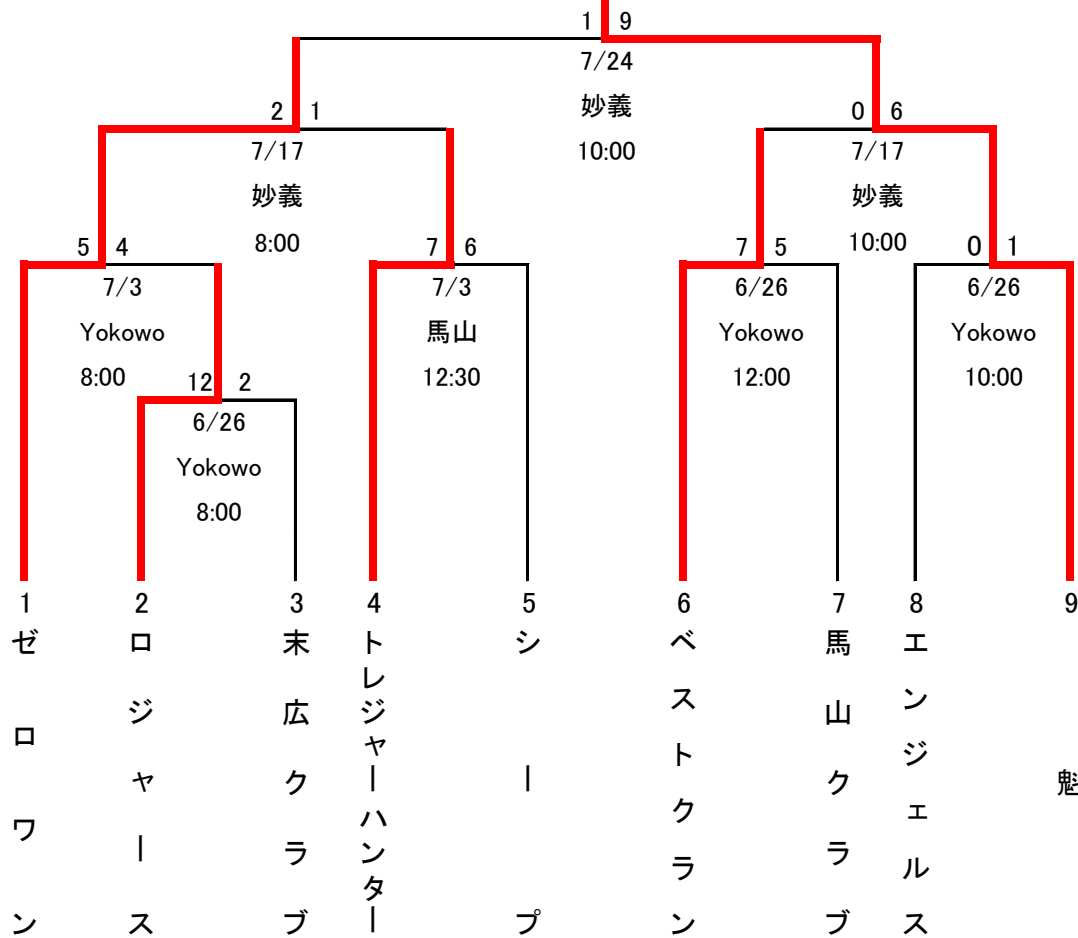 1 9
7/24
妙義
10:00
2 1
7/17
妙義
8:00
0 6
7/17
妙義
10:00
5 4
7/3
Yokowo
8:00
7 6
7/3
馬山
12:30
7 5
6/26
Yokowo
12:00
0 1
6/26
Yokowo
10:00
12 2
6/26
Yokowo
8:00
1 2 3 4 5 6 7 8 9
ゼロワン
ロジャース
末広クラブ
トレジャーハンター
シープ
ベストクラン
馬山クラブ
エンジェルス
魁